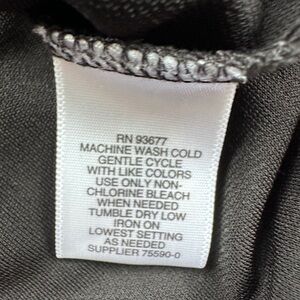 RN 93677
MACHINE WASH COLD
GENTLE CYCLE
WITH LIKE COLORS
USE ONLY NON-
CHLORINE BLEACH
WHEN NEEDED
TUMBLE DRY LOW
IRON ON
LOWEST SETTING
AS NEEDED
SUPPLIER 75590-0